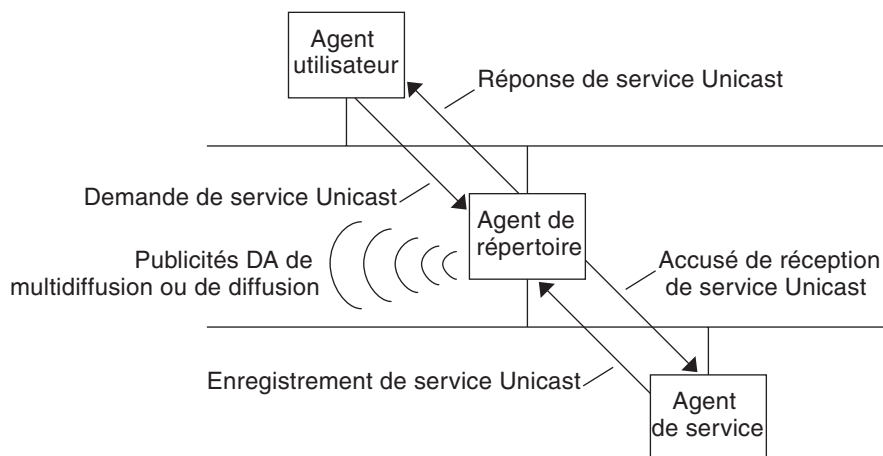 Agent
utilisateur
Réponse de service Unicast
Demande de service Unicast
Agent de
répertoire
Publicités DA de
multidiffusion ou de diffusion
Accusé de réception
de service Unicast
Enregistrement de service Unicast
Agent
de service